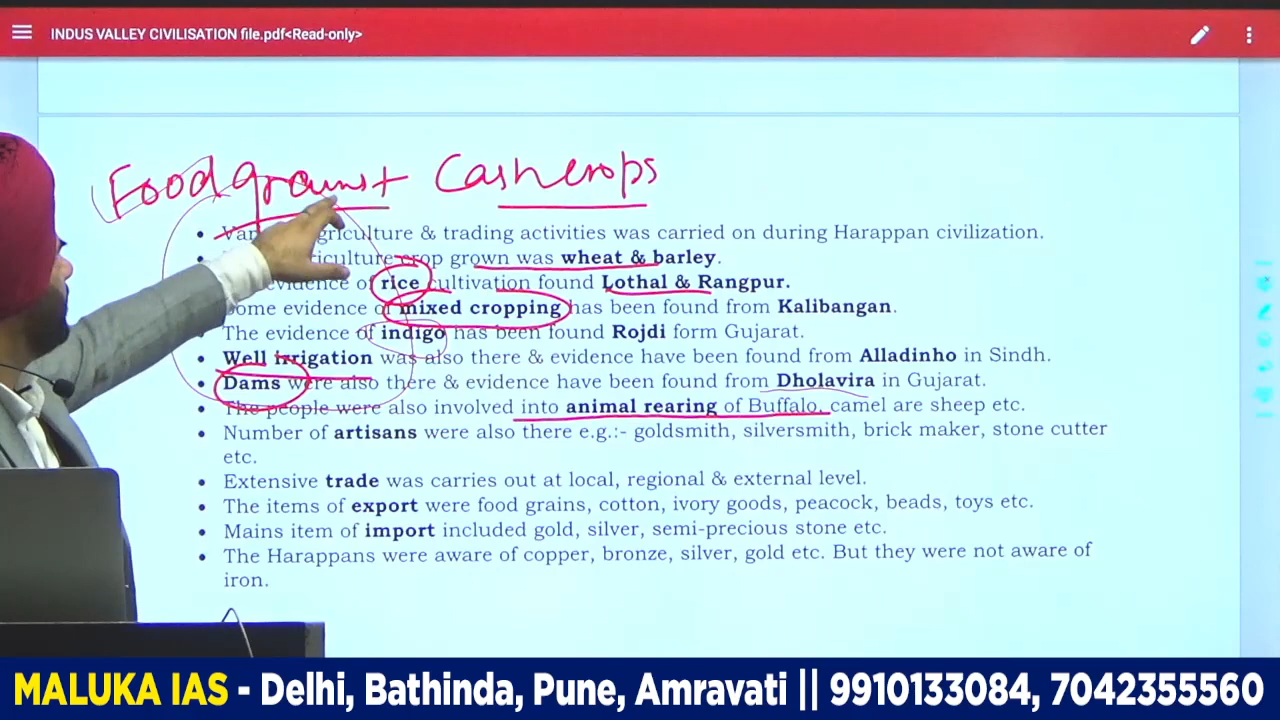 INDUS VALLEY CIVILISATION file.pdf<Read-only>
Food grains + Cash crops
griculture & trading activities was carried on during Harappan civilization.
crop grown was wheat & barley.
evidence of rice cultivation found Lothal & Rangpur.
Some evidence of mixed cropping has been found from Kalibangan.
• The evidence of indigo has been found Rojdi form Gujarat.
• Well irrigation was also there & evidence have been found from Alladinho in Sindh.
• Dams were also there & evidence have been found from Dholavira in Gujarat.
• The people were also involved into animal rearing of Buffalo, camel are sheep etc.
• Number of artisans were also there e.g.:- goldsmith, silversmith, brick maker, stone cutter
etc.
• Extensive trade was carries out at local, regional & external level.
• The items of export were food grains, cotton, ivory goods, peacock, beads, toys etc.
• Mains item of import included gold, silver, semi-precious stone etc.
• The Harappans were aware of copper, bronze, silver, gold etc. But they were not aware of
iron.
MALUKA IAS - Delhi, Bathinda, Pune, Amravati || 9910133084, 7042355560